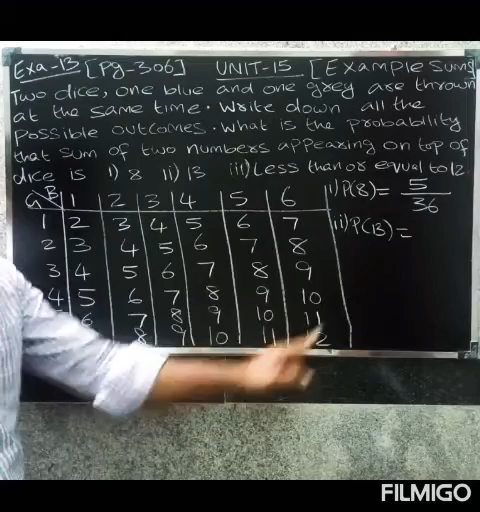 Exa-13 [Pg-306] UNIT-15 [Example Sums]
Two dice, one blue and one grey are thrown
at the same time. Write down all the
possible outcomes. What is the probability
that sum of two numbers appearing on top of
dice is i) 8 ii) 13 iii) Less than or equal to 12.
G B 1 2 3 4 5 6
1 2 3 4 5 6 7
2 3 4 5 6 7 8
3 4 5 6 7 8 9
4 5 6 7 8 9 10
6 7 8 9 10 11
8 9 10 11
i) P(8) = 5/36
ii) P(13) =
FILMIGO